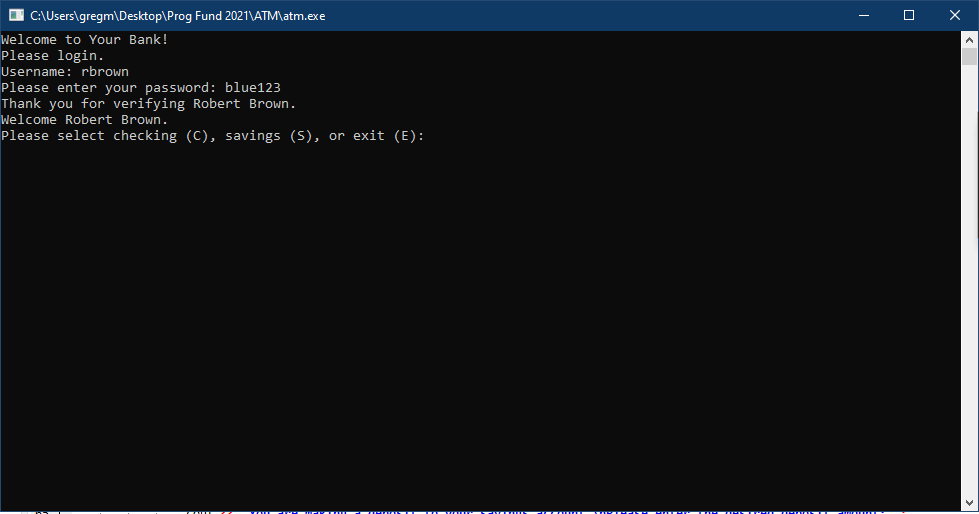 C:\Users\gregm\Desktop\Prog Fund 2021\ATM\atm.exe
Welcome to Your Bank!
Please login.
Username: rbrown
Please enter your password: blue123
Thank you for verifying Robert Brown.
Welcome Robert Brown.
Please select checking (C), savings (S), or exit (E):